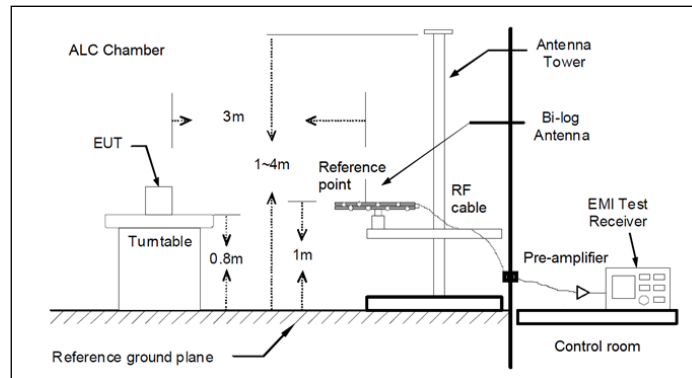 ALC Chamber
Antenna
Tower
3m
Bi-log
Antenna
EUT
1~4m
Reference
point
RF
cable
EMI Test
Receiver
Turntable
0.8m
1m
Pre-amplifier
Reference ground plane
Control room